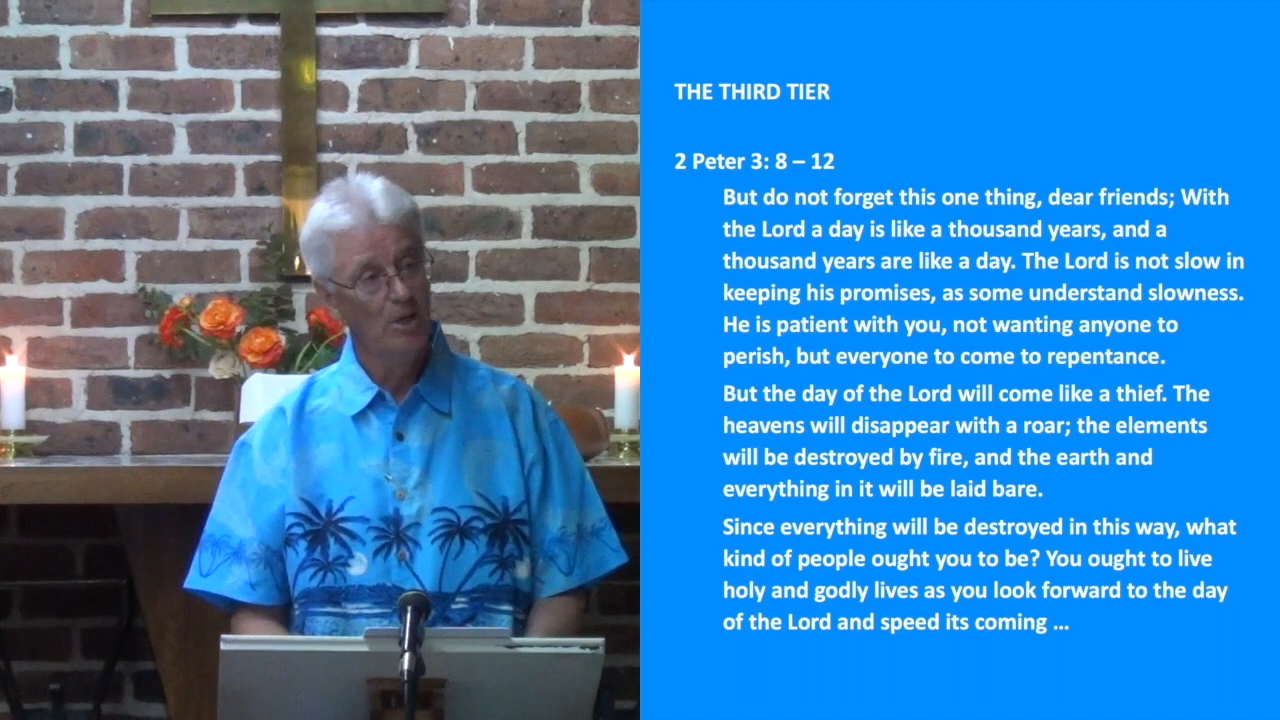 THE THIRD TIER
2 Peter 3: 8 – 12
But do not forget this one thing, dear friends; With
the Lord a day is like a thousand years, and a
thousand years are like a day. The Lord is not slow in
keeping his promises, as some understand slowness.
He is patient with you, not wanting anyone to
perish, but everyone to come to repentance.
But the day of the Lord will come like a thief. The
heavens will disappear with a roar; the elements
will be destroyed by fire, and the earth and
everything in it will be laid bare.
Since everything will be destroyed in this way, what
kind of people ought you to be? You ought to live
holy and godly lives as you look forward to the day
of the Lord and speed its coming ...